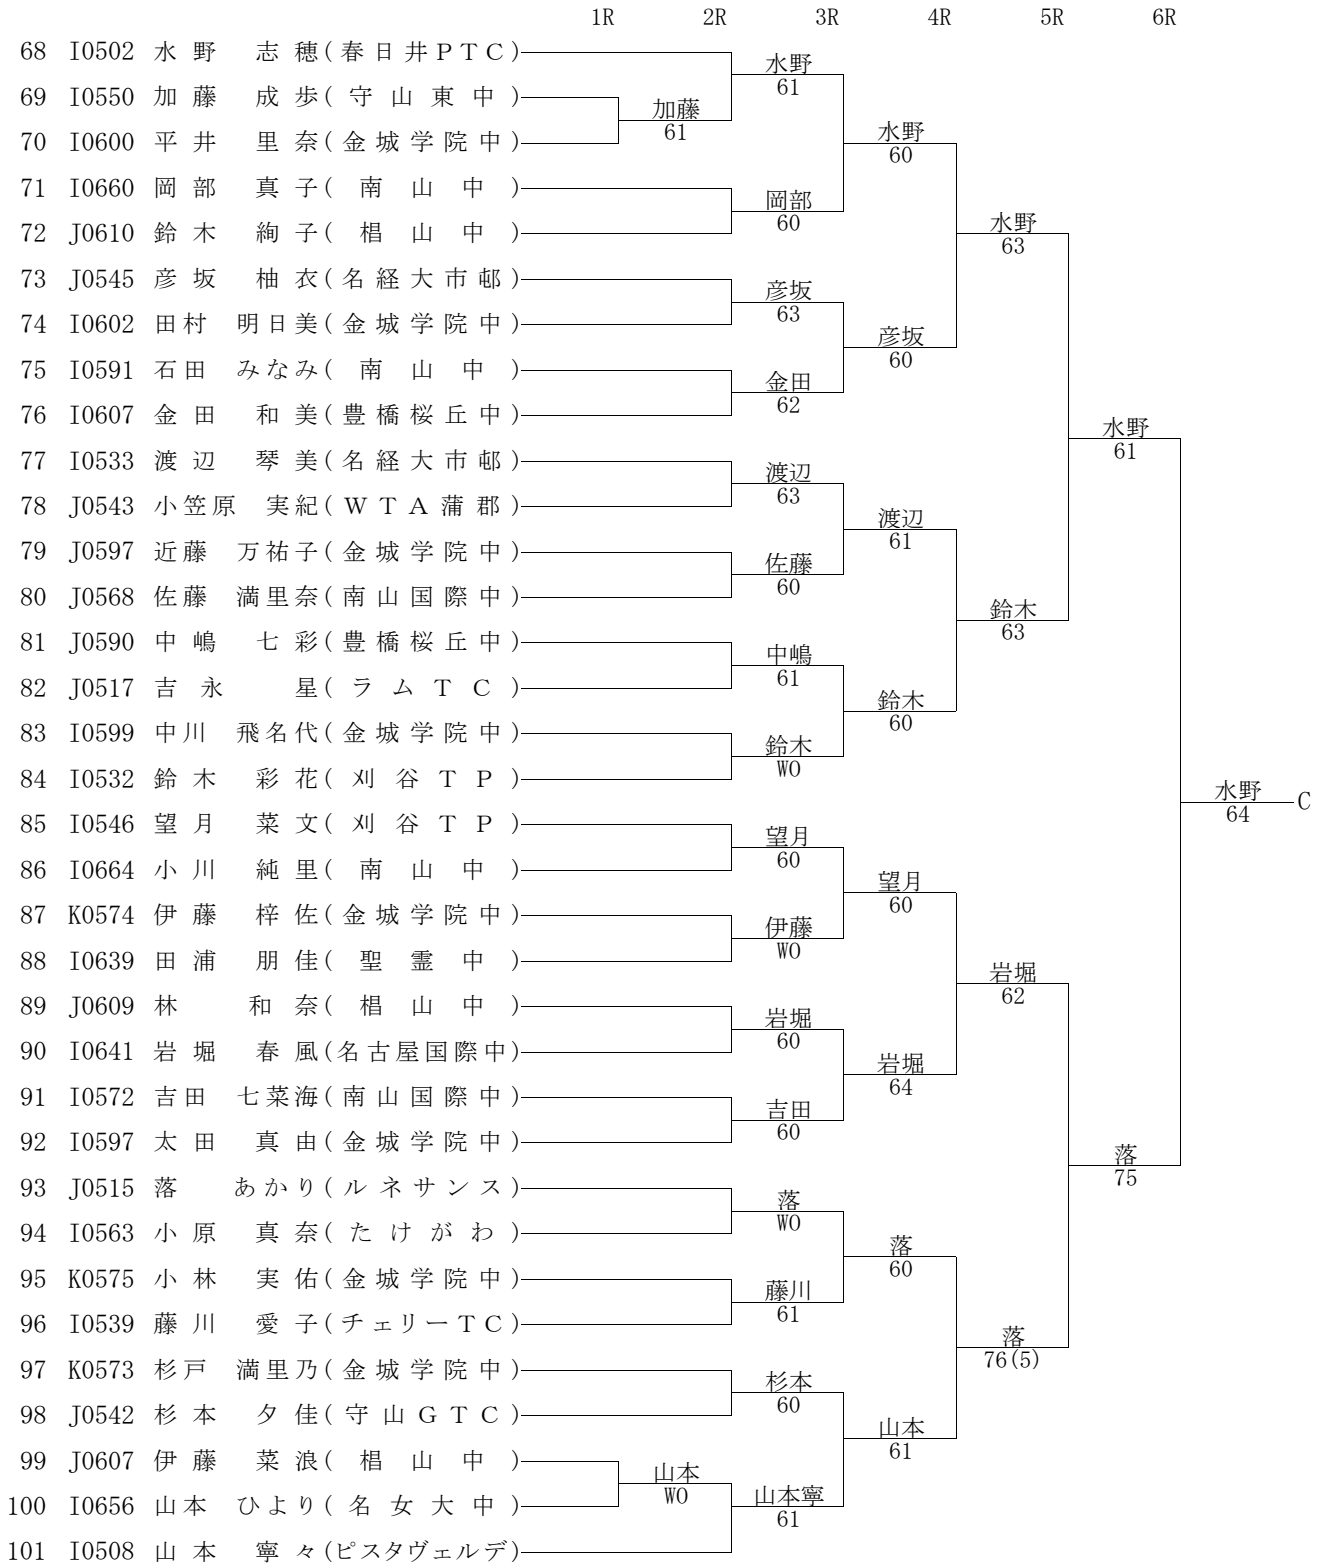 1R 2R 3R 4R 5R 6R
68 I0502 水野 志穂(春日井PTC)
水野
61
69 I0550 加藤 成歩(守山東中)
加藤
61
70 I0600 平井 里奈(金城学院中)
水野
60
71 I0660 岡部 真子(南山中)
岡部
60
72 J0610 鈴木 絢子(椙山中)
水野
63
73 J0545 彦坂 柚衣(名経大市邨)
彦坂
63
74 I0602 田村 明日美(金城学院中)
彦坂
60
75 I0591 石田 みなみ(南山中)
金田
62
76 I0607 金田 和美(豊橋桜丘中)
水野
61
77 I0533 渡辺 琴美(名経大市邨)
渡辺
63
78 J0543 小笠原 実紀(WTA蒲郡)
渡辺
61
79 J0597 近藤 万祐子(金城学院中)
佐藤
60
80 J0568 佐藤 満里奈(南山国際中)
鈴木
63
81 J0590 中嶋 七彩(豊橋桜丘中)
中嶋
61
82 J0517 吉永 星(ラムTC)
鈴木
60
83 I0599 中川 飛名代(金城学院中)
鈴木
WO
84 I0532 鈴木 彩花(刈谷TP)
水野
64
C
85 I0546 望月 菜文(刈谷TP)
望月
60
86 I0664 小川 純里(南山中)
望月
60
87 K0574 伊藤 梓佐(金城学院中)
伊藤
WO
88 I0639 田浦 朋佳(聖霊中)
岩堀
62
89 J0609 林 和奈(椙山中)
岩堀
60
90 I0641 岩堀 春風(名古屋国際中)
岩堀
64
91 I0572 吉田 七菜海(南山国際中)
吉田
60
92 I0597 太田 真由(金城学院中)
落
75
93 J0515 落 あかり(ルネサンス)
落
WO
94 I0563 小原 真奈(たけがわ)
落
60
95 K0575 小林 実佑(金城学院中)
藤川
61
96 I0539 藤川 愛子(チェリーTC)
落
76(5)
97 K0573 杉戸 満里乃(金城学院中)
杉本
60
98 J0542 杉本 夕佳(守山GTC)
山本
61
99 J0607 伊藤 菜浪(椙山中)
山本
WO
100 I0656 山本 ひより(名女大中)
山本寧
61
101 I0508 山本 寧々(ピスタヴェルデ)